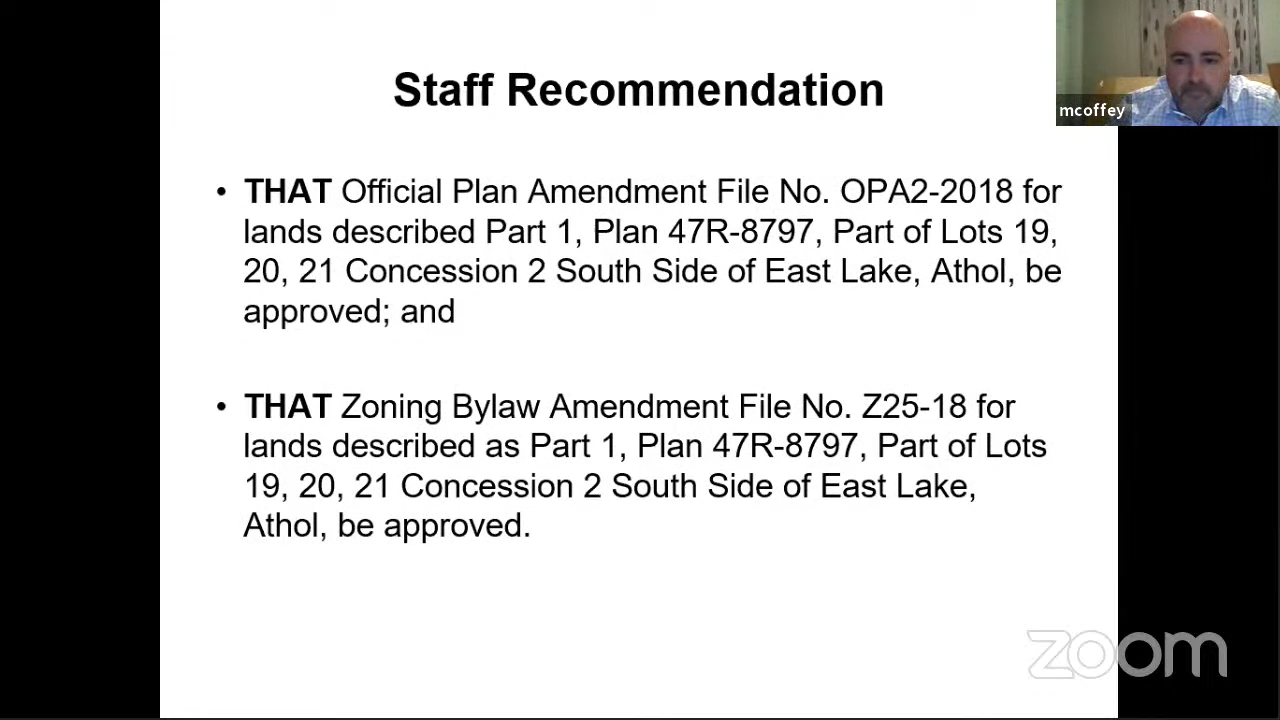 Staff Recommendation
mcoffey
• THAT Official Plan Amendment File No. OPA2-2018 for
lands described Part 1, Plan 47R-8797, Part of Lots 19,
20, 21 Concession 2 South Side of East Lake, Athol, be
approved; and
• THAT Zoning Bylaw Amendment File No. Z25-18 for
lands described as Part 1, Plan 47R-8797, Part of Lots
19, 20, 21 Concession 2 South Side of East Lake,
Athol, be approved.
zoom